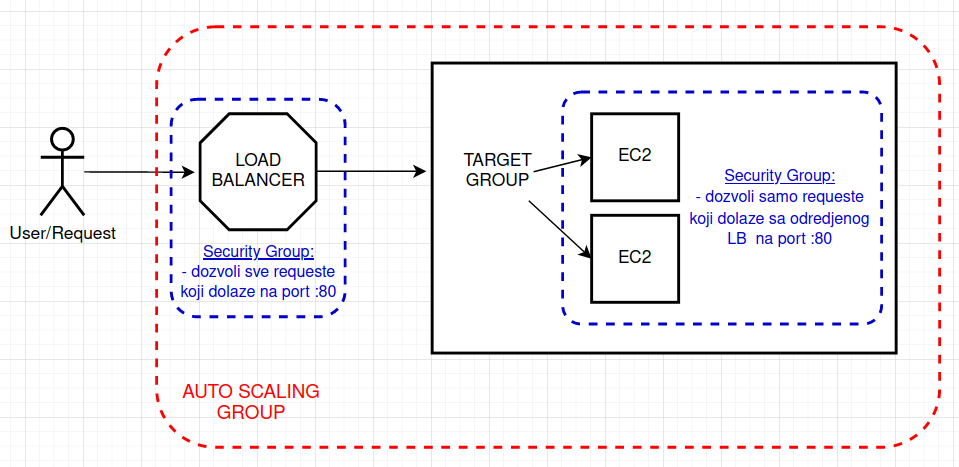 User/Request
LOAD
BALANCER
Security Group:
- dozvoli sve requeste
koji dolaze na port :80
TARGET
GROUP
EC2
EC2
Security Group:
- dozvoli samo requeste
koji dolaze sa odredjenog
LB na port :80
AUTO SCALING
GROUP